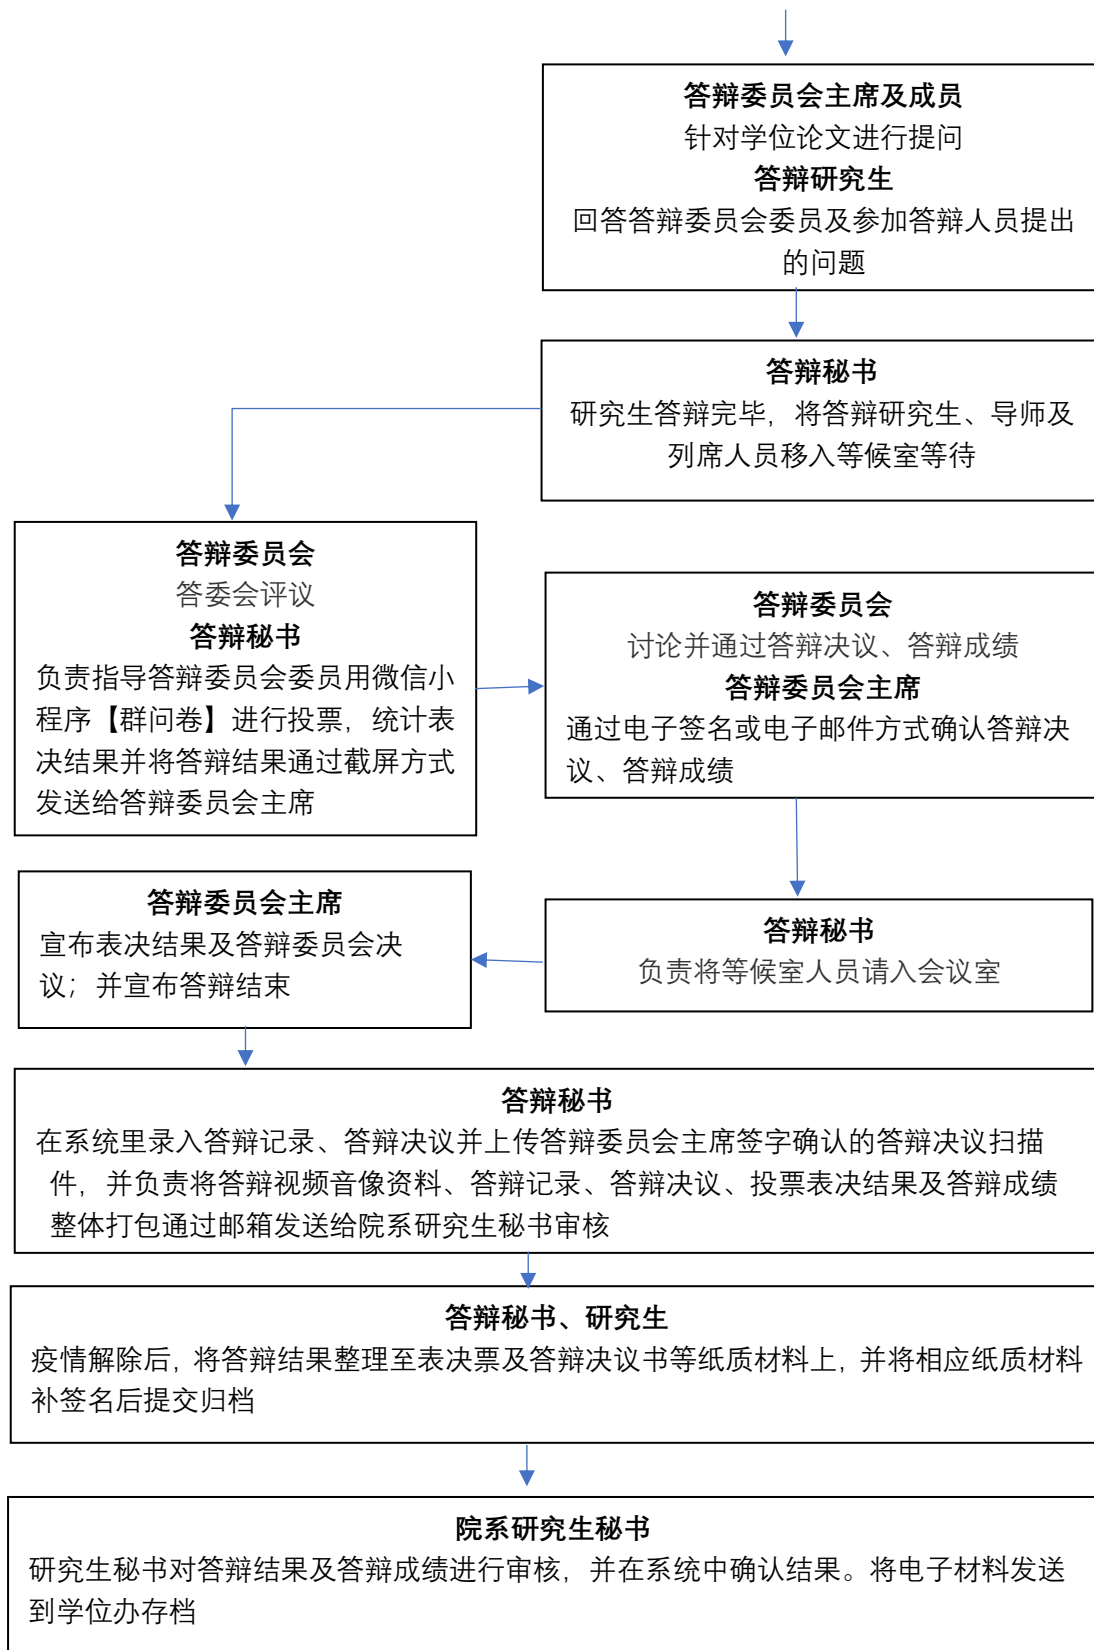 答辩委员会主席及成员
针对学位论文进行提问
答辩研究生
回答答辩委员会委员及参加答辩人员提出
的问题
答辩秘书
研究生答辩完毕，将答辩研究生、导师及
列席人员移入等候室等待
答辩委员会
答委会评议
答辩秘书
负责指导答辩委员会委员用微信小
程序【群问卷】进行投票，统计表
决结果并将答辩结果通过截屏方式
发送给答辩委员会主席
答辩委员会
讨论并通过答辩决议、答辩成绩
答辩委员会主席
通过电子签名或电子邮件方式确认答辩决
议、答辩成绩
答辩秘书
负责将等候室人员请入会议室
答辩委员会主席
宣布表决结果及答辩委员会决
议；并宣布答辩结束
答辩秘书
在系统里录入答辩记录、答辩决议并上传答辩委员会主席签字确认的答辩决议扫描
件，并负责将答辩视频音像资料、答辩记录、答辩决议、投票表决结果及答辩成绩
整体打包通过邮箱发送给院系研究生秘书审核
答辩秘书、研究生
疫情解除后，将答辩结果整理至表决票及答辩决议书等纸质材料上，并将相应纸质材料
补签名后提交归档
院系研究生秘书
研究生秘书对答辩结果及答辩成绩进行审核，并在系统中确认结果。将电子材料发送
到学位办存档